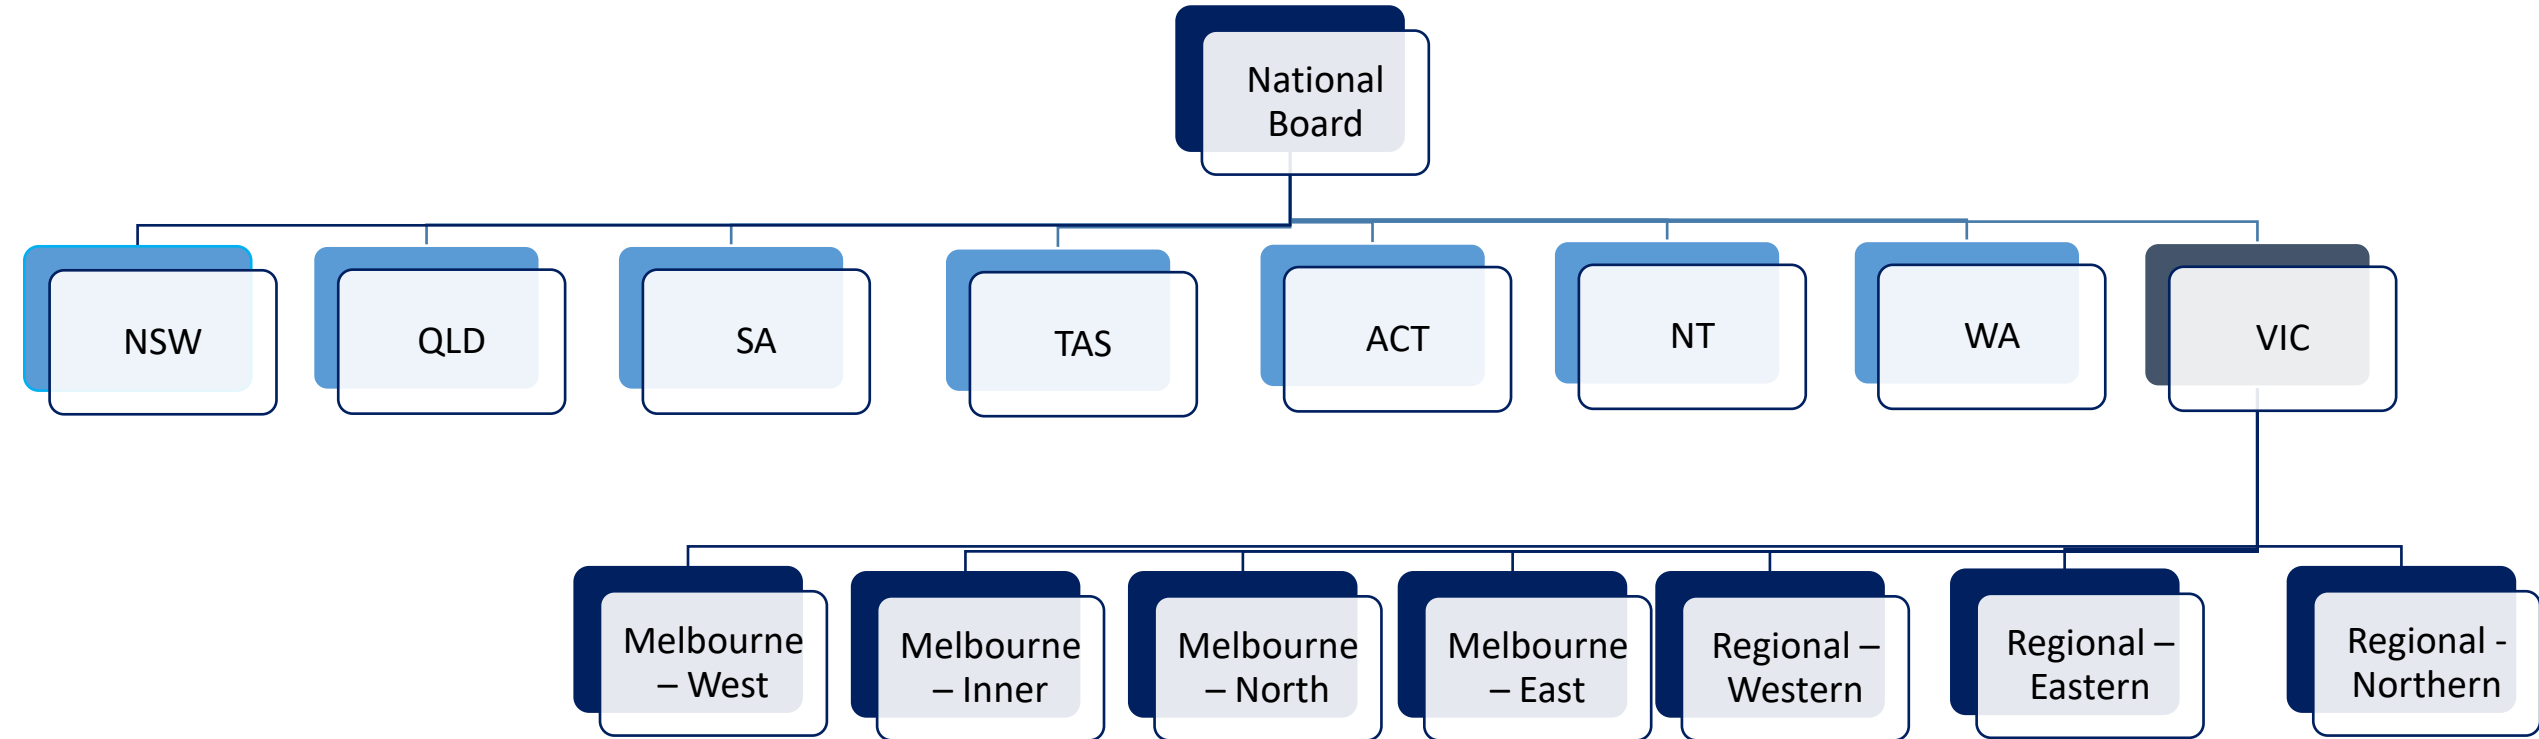 National
Board
NSW
QLD
SA
TAS
ACT
NT
WA
VIC
Melbourne
– West
Melbourne
– Inner
Melbourne
– North
Melbourne
– East
Regional –
Western
Regional –
Eastern
Regional -
Northern